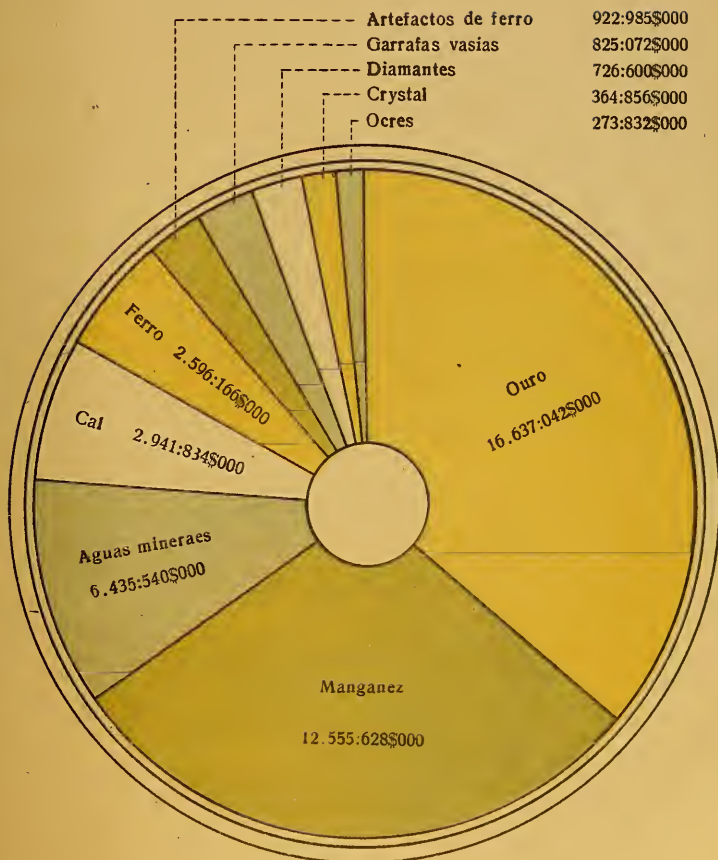 Artefactos de ferro 922:985$000
Garrafas vasias 825:072$000
Diamantes 726:600$000
Crystal 364:856$000
Ocres 273:832$000
Ouro
16.637:042$000
Ferro 2.596:166$000
Cal 2.941:834$000
Aguas mineraes
6.435:540$000
Manganez
12.555:628$000